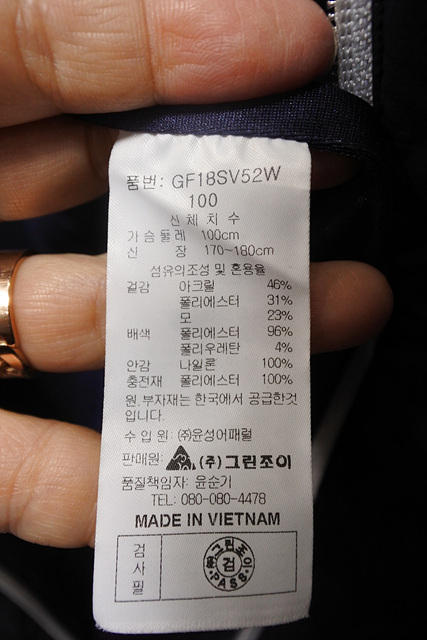 품번: GF18SV52W
100
신 체 치 수
가 슴 둘 레 100cm
신 장 170~180cm
섬유의조성 및 혼용율
겉감 아크릴 46%
폴리에스터 31%
모 23%
배색 폴리에스터 96%
폴리우레탄 4%
안감 나일론 100%
충전재 폴리에스터 100%
원.부자재는 한국에서 공급한것
입니다.
수 입 원: ㈜윤성어패럴
판매원: (주)그린조이
품질책임자: 윤순기
TEL: 080-080-4478
MADE IN VIETNAM
검
사
필
㈜그린조이
검
PASS